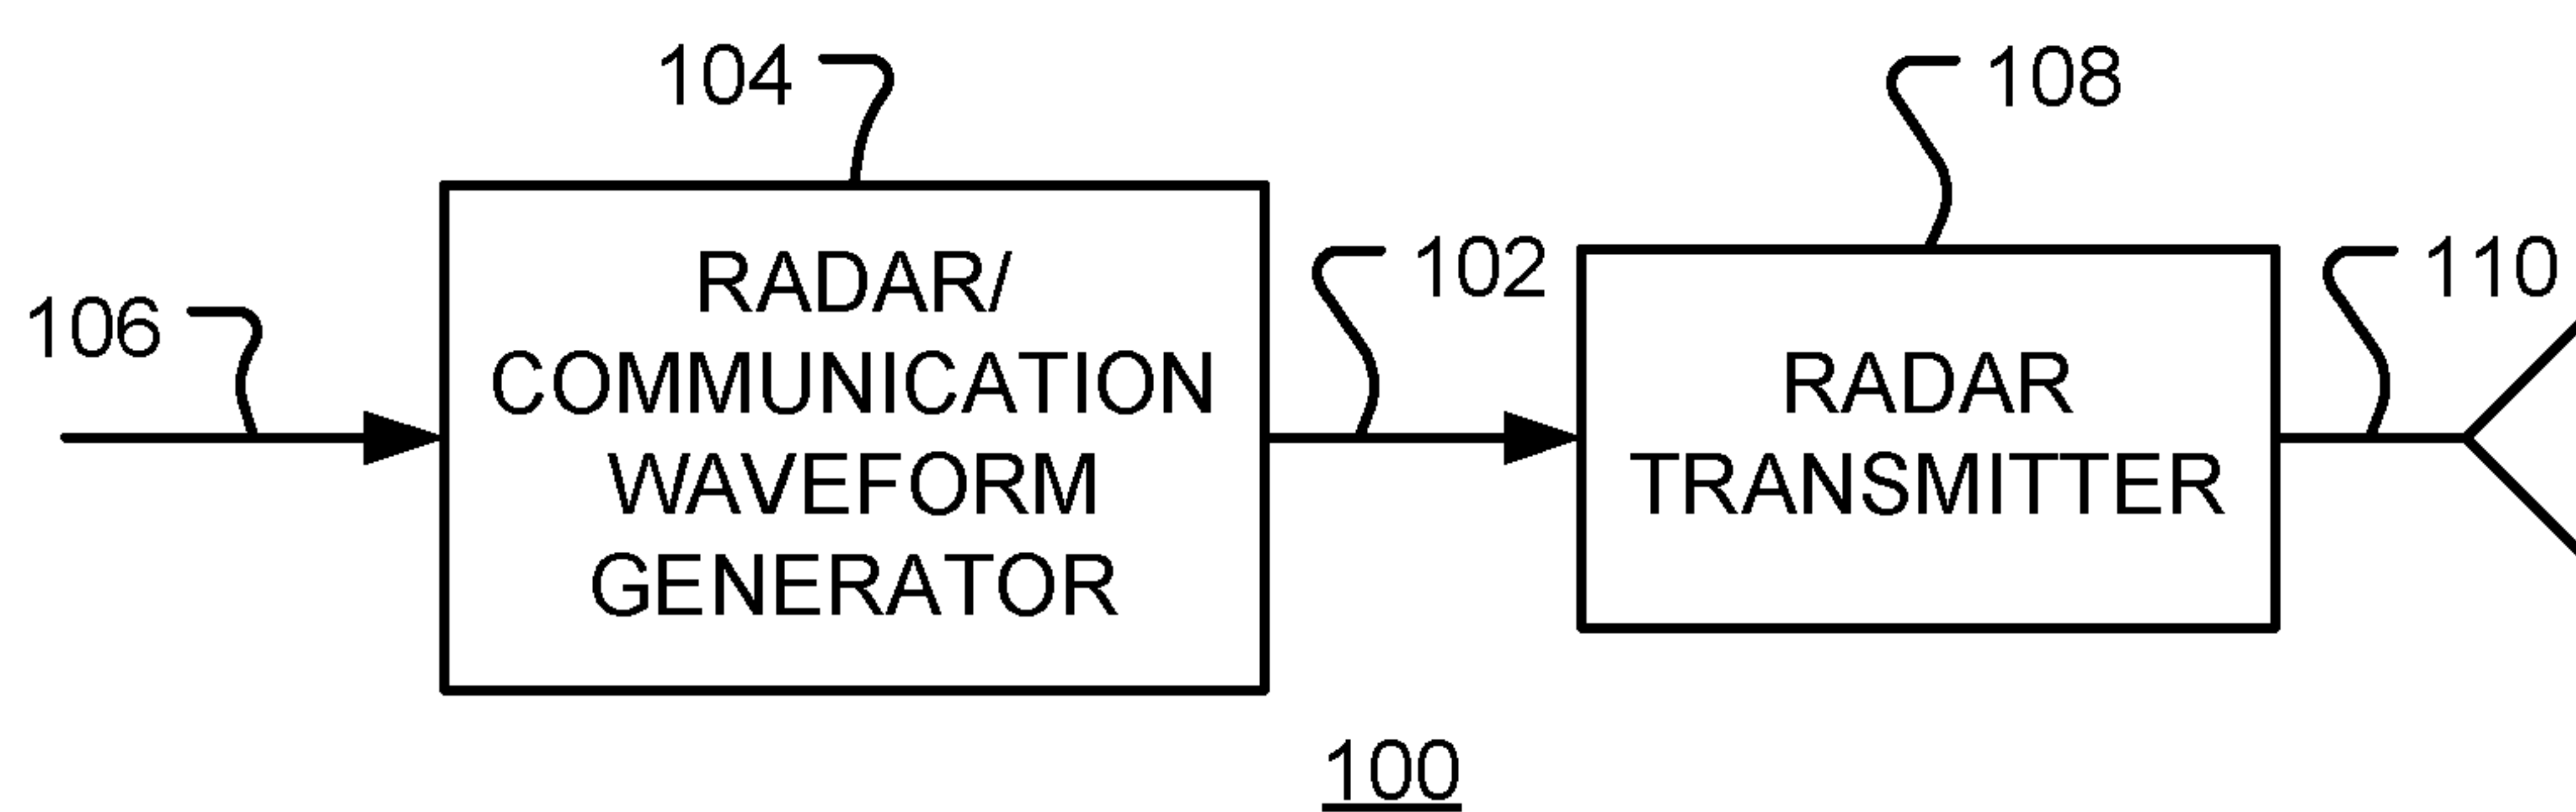 104
108
106
RADAR/
COMMUNICATION
WAVEFORM
GENERATOR
102
RADAR
TRANSMITTER
110
100